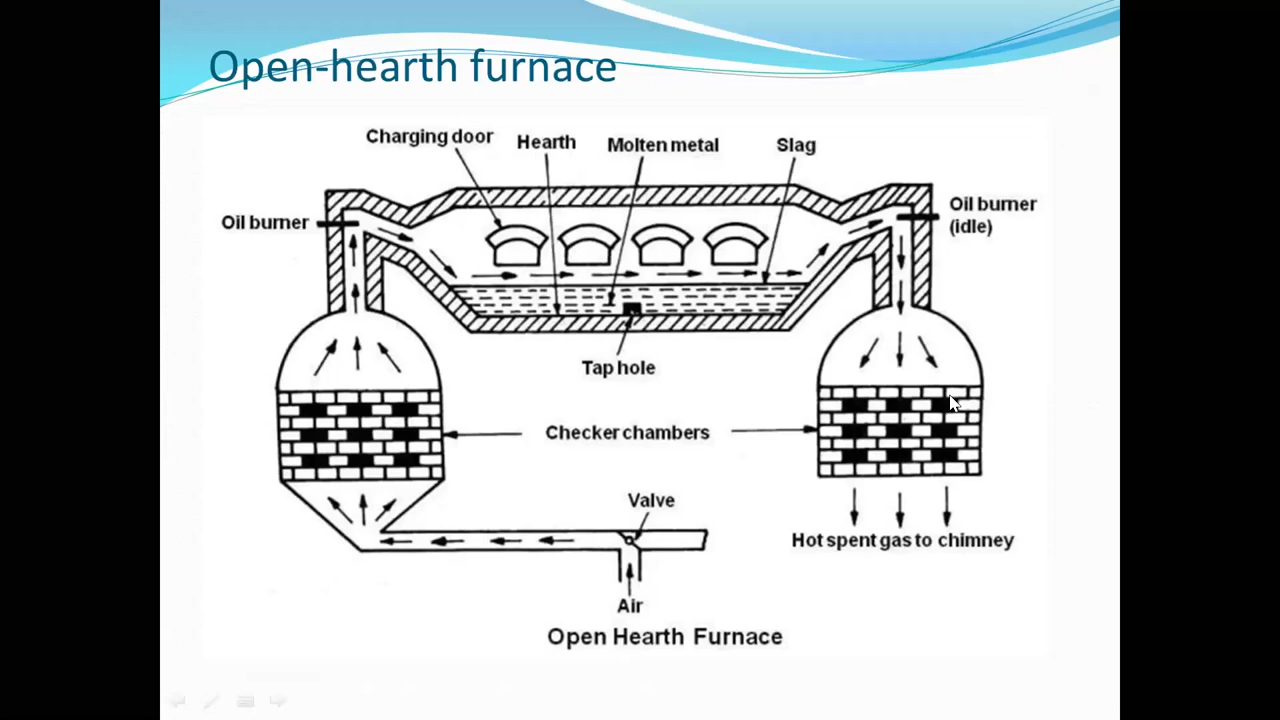 Open-hearth furnace
Charging door
Hearth
Molten metal
Slag
Oil burner
Oil burner
(idle)
Tap hole
Checker chambers
Valve
Hot spent gas to chimney
Air
Open Hearth Furnace